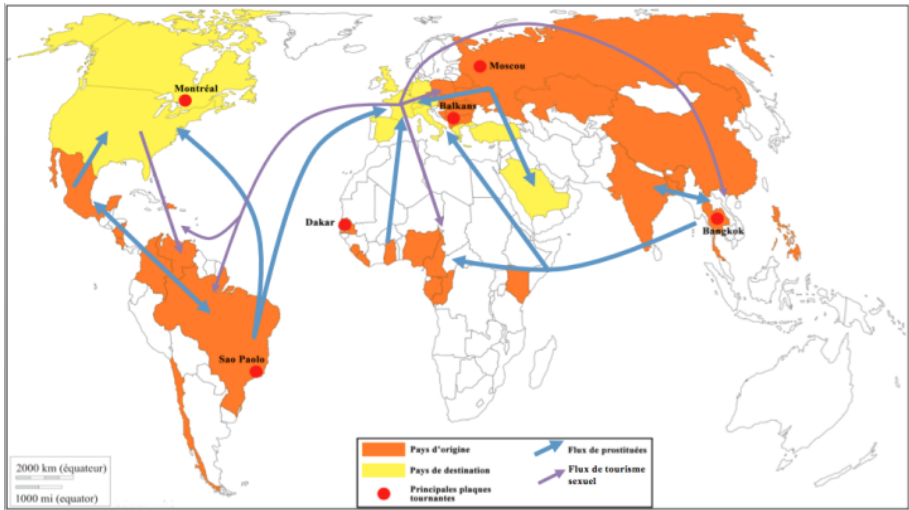 Montréal
Moscou
Balkans
Dakar
Bangkok
Sao Paolo
Pays d'origine
Pays de destination
Principales plaques
tournantes
Flux de prostituées
Flux de tourisme
sexuel
2000 km (équateur)
1000 mi (equator)